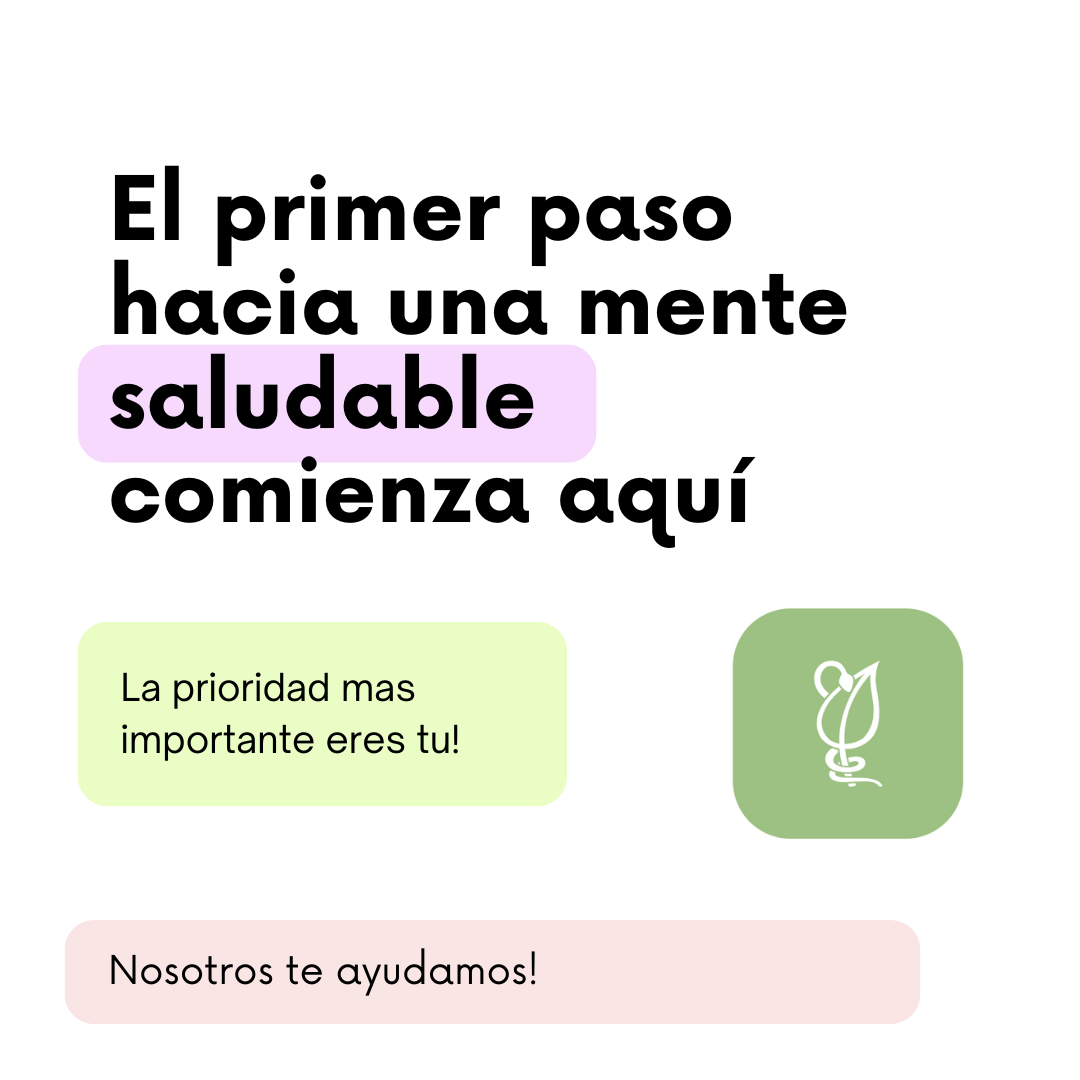 El primer paso
hacia una mente
saludable
comienza aquí
La prioridad mas
importante eres tu!
Nosotros te ayudamos!